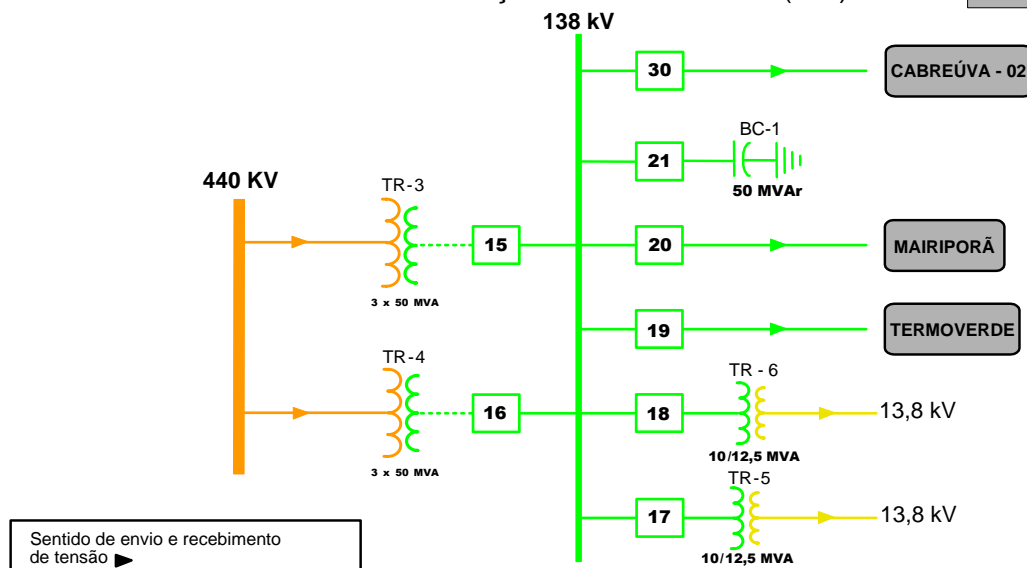 138 kV
30
CABREÚVA - 02
BC-1
21
50 MVAr
440 KV
TR-3
15
20
MAIRIPORÃ
3 x 50 MVA
19
TERMOVERDE
TR-4
TR - 6
16
18
13,8 kV
10/12,5 MVA
3 x 50 MVA
TR-5
17
13,8 kV
10/12,5 MVA
Sentido de envio e recebimento
de tensão